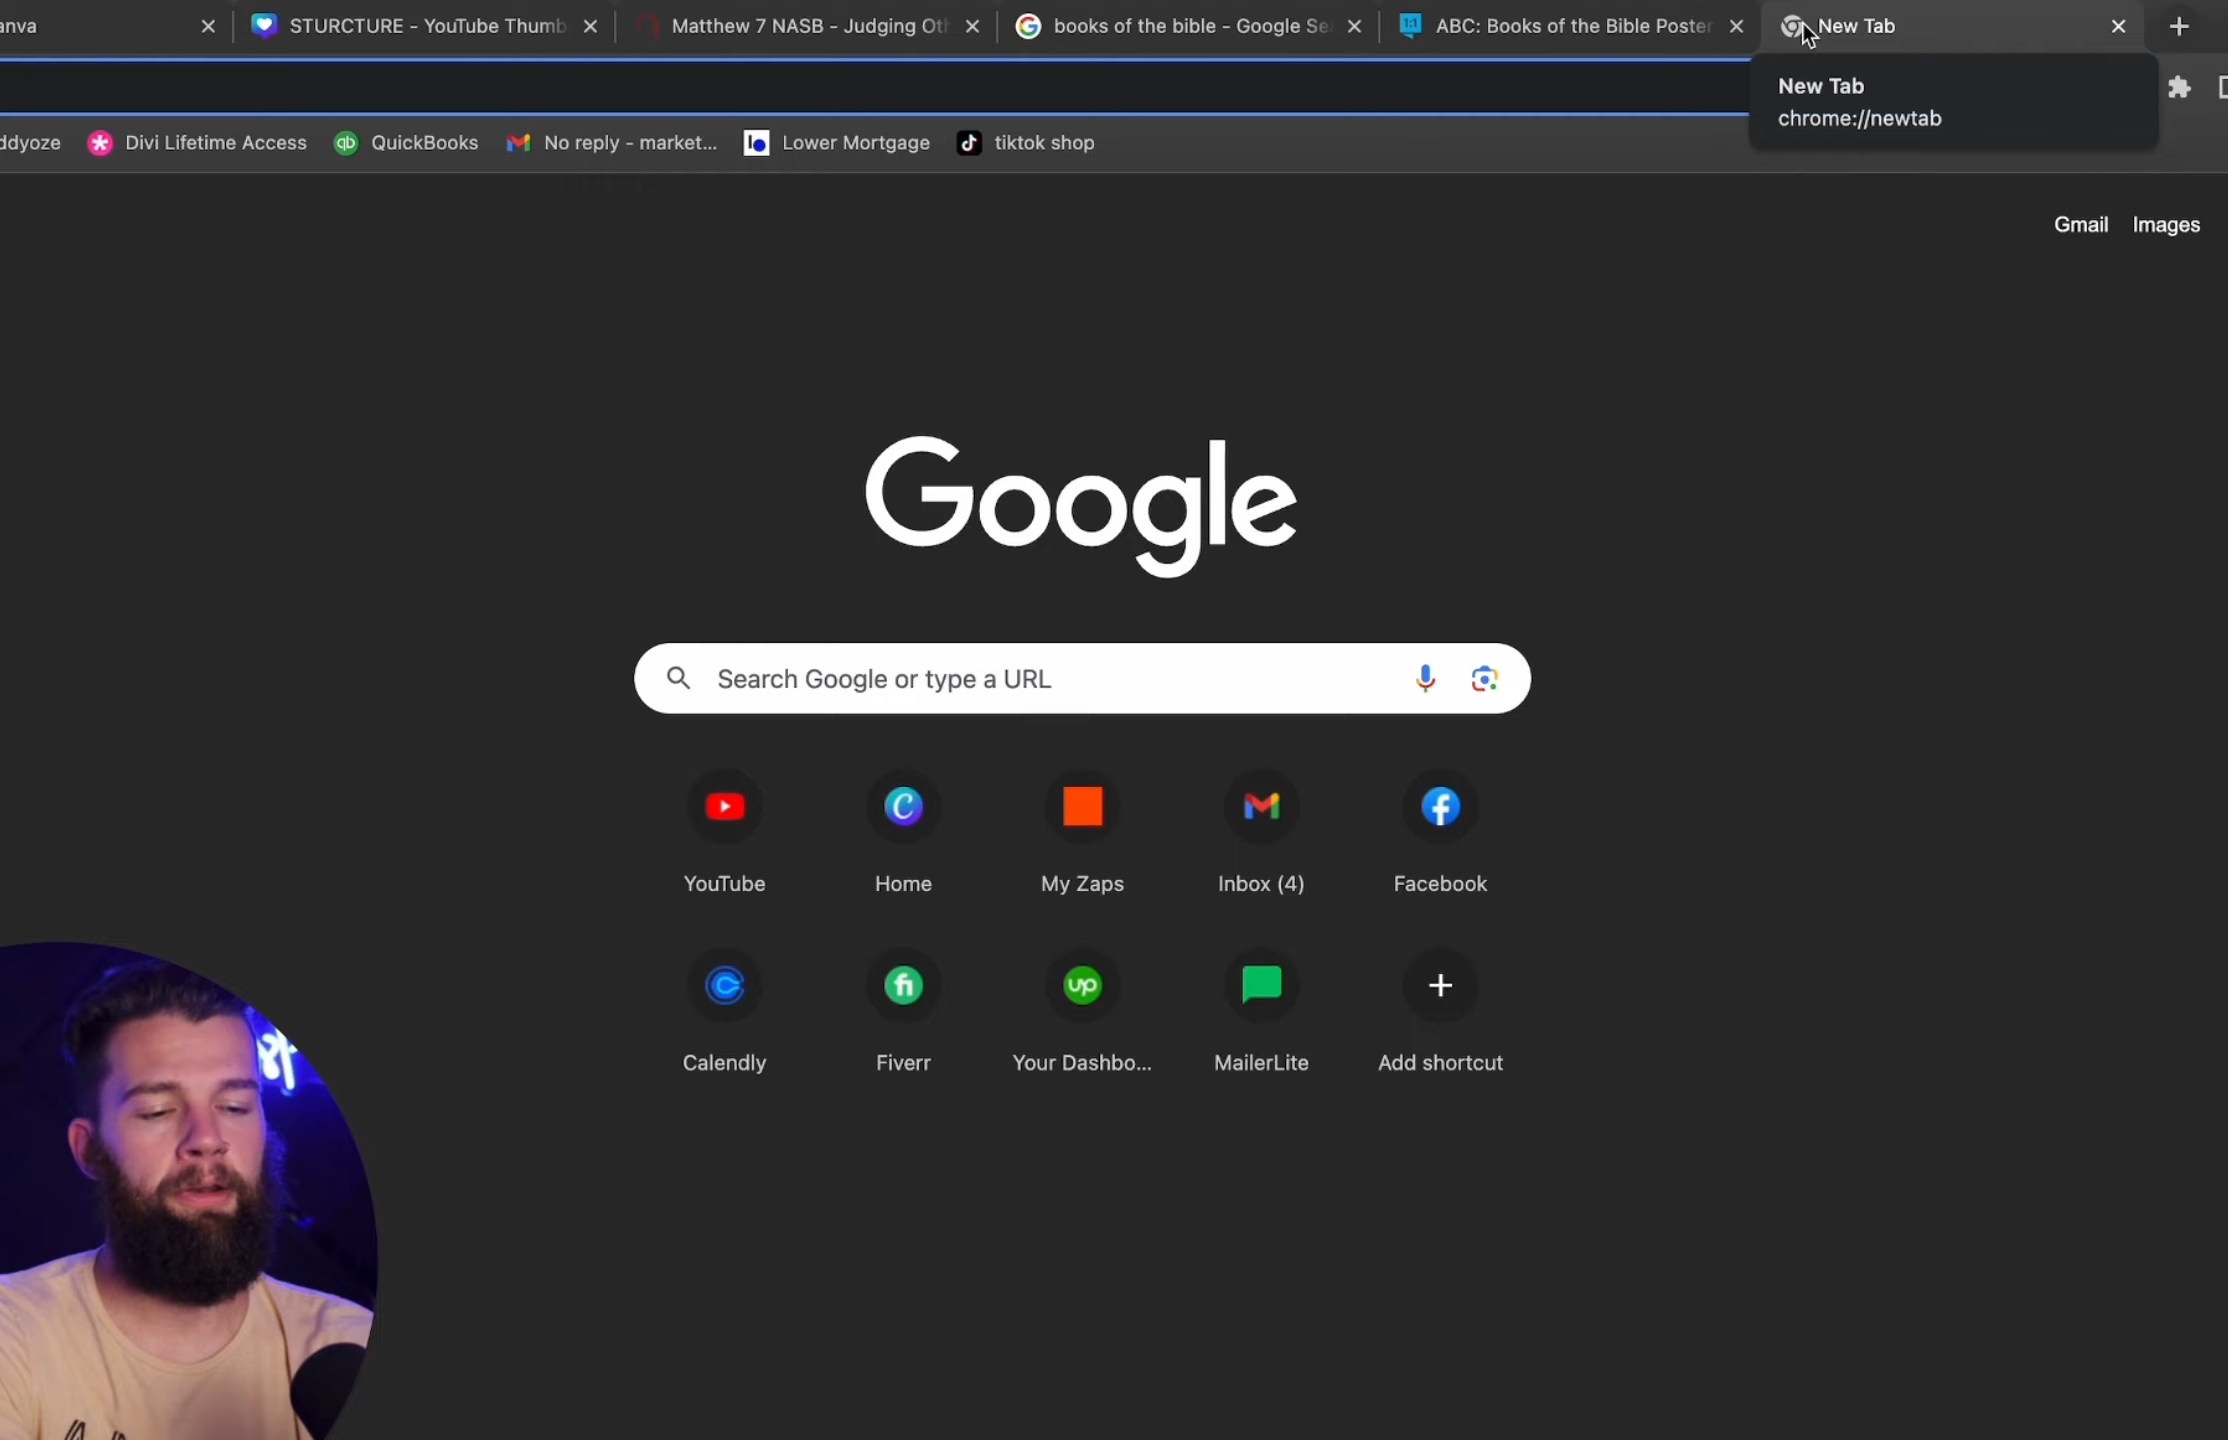 anva
STURCTURE - YouTube Thumb
Matthew 7 NASB - Judging Oth
books of the bible - Google Se
ABC: Books of the Bible Poster
New Tab
New Tab
chrome://newtab
ddyoze
Divi Lifetime Access
QuickBooks
No reply - market...
Lower Mortgage
tiktok shop
Gmail
Images
Google
Search Google or type a URL
YouTube
Home
My Zaps
Inbox (4)
Facebook
Calendly
Fiverr
Your Dashbo...
MailerLite
Add shortcut